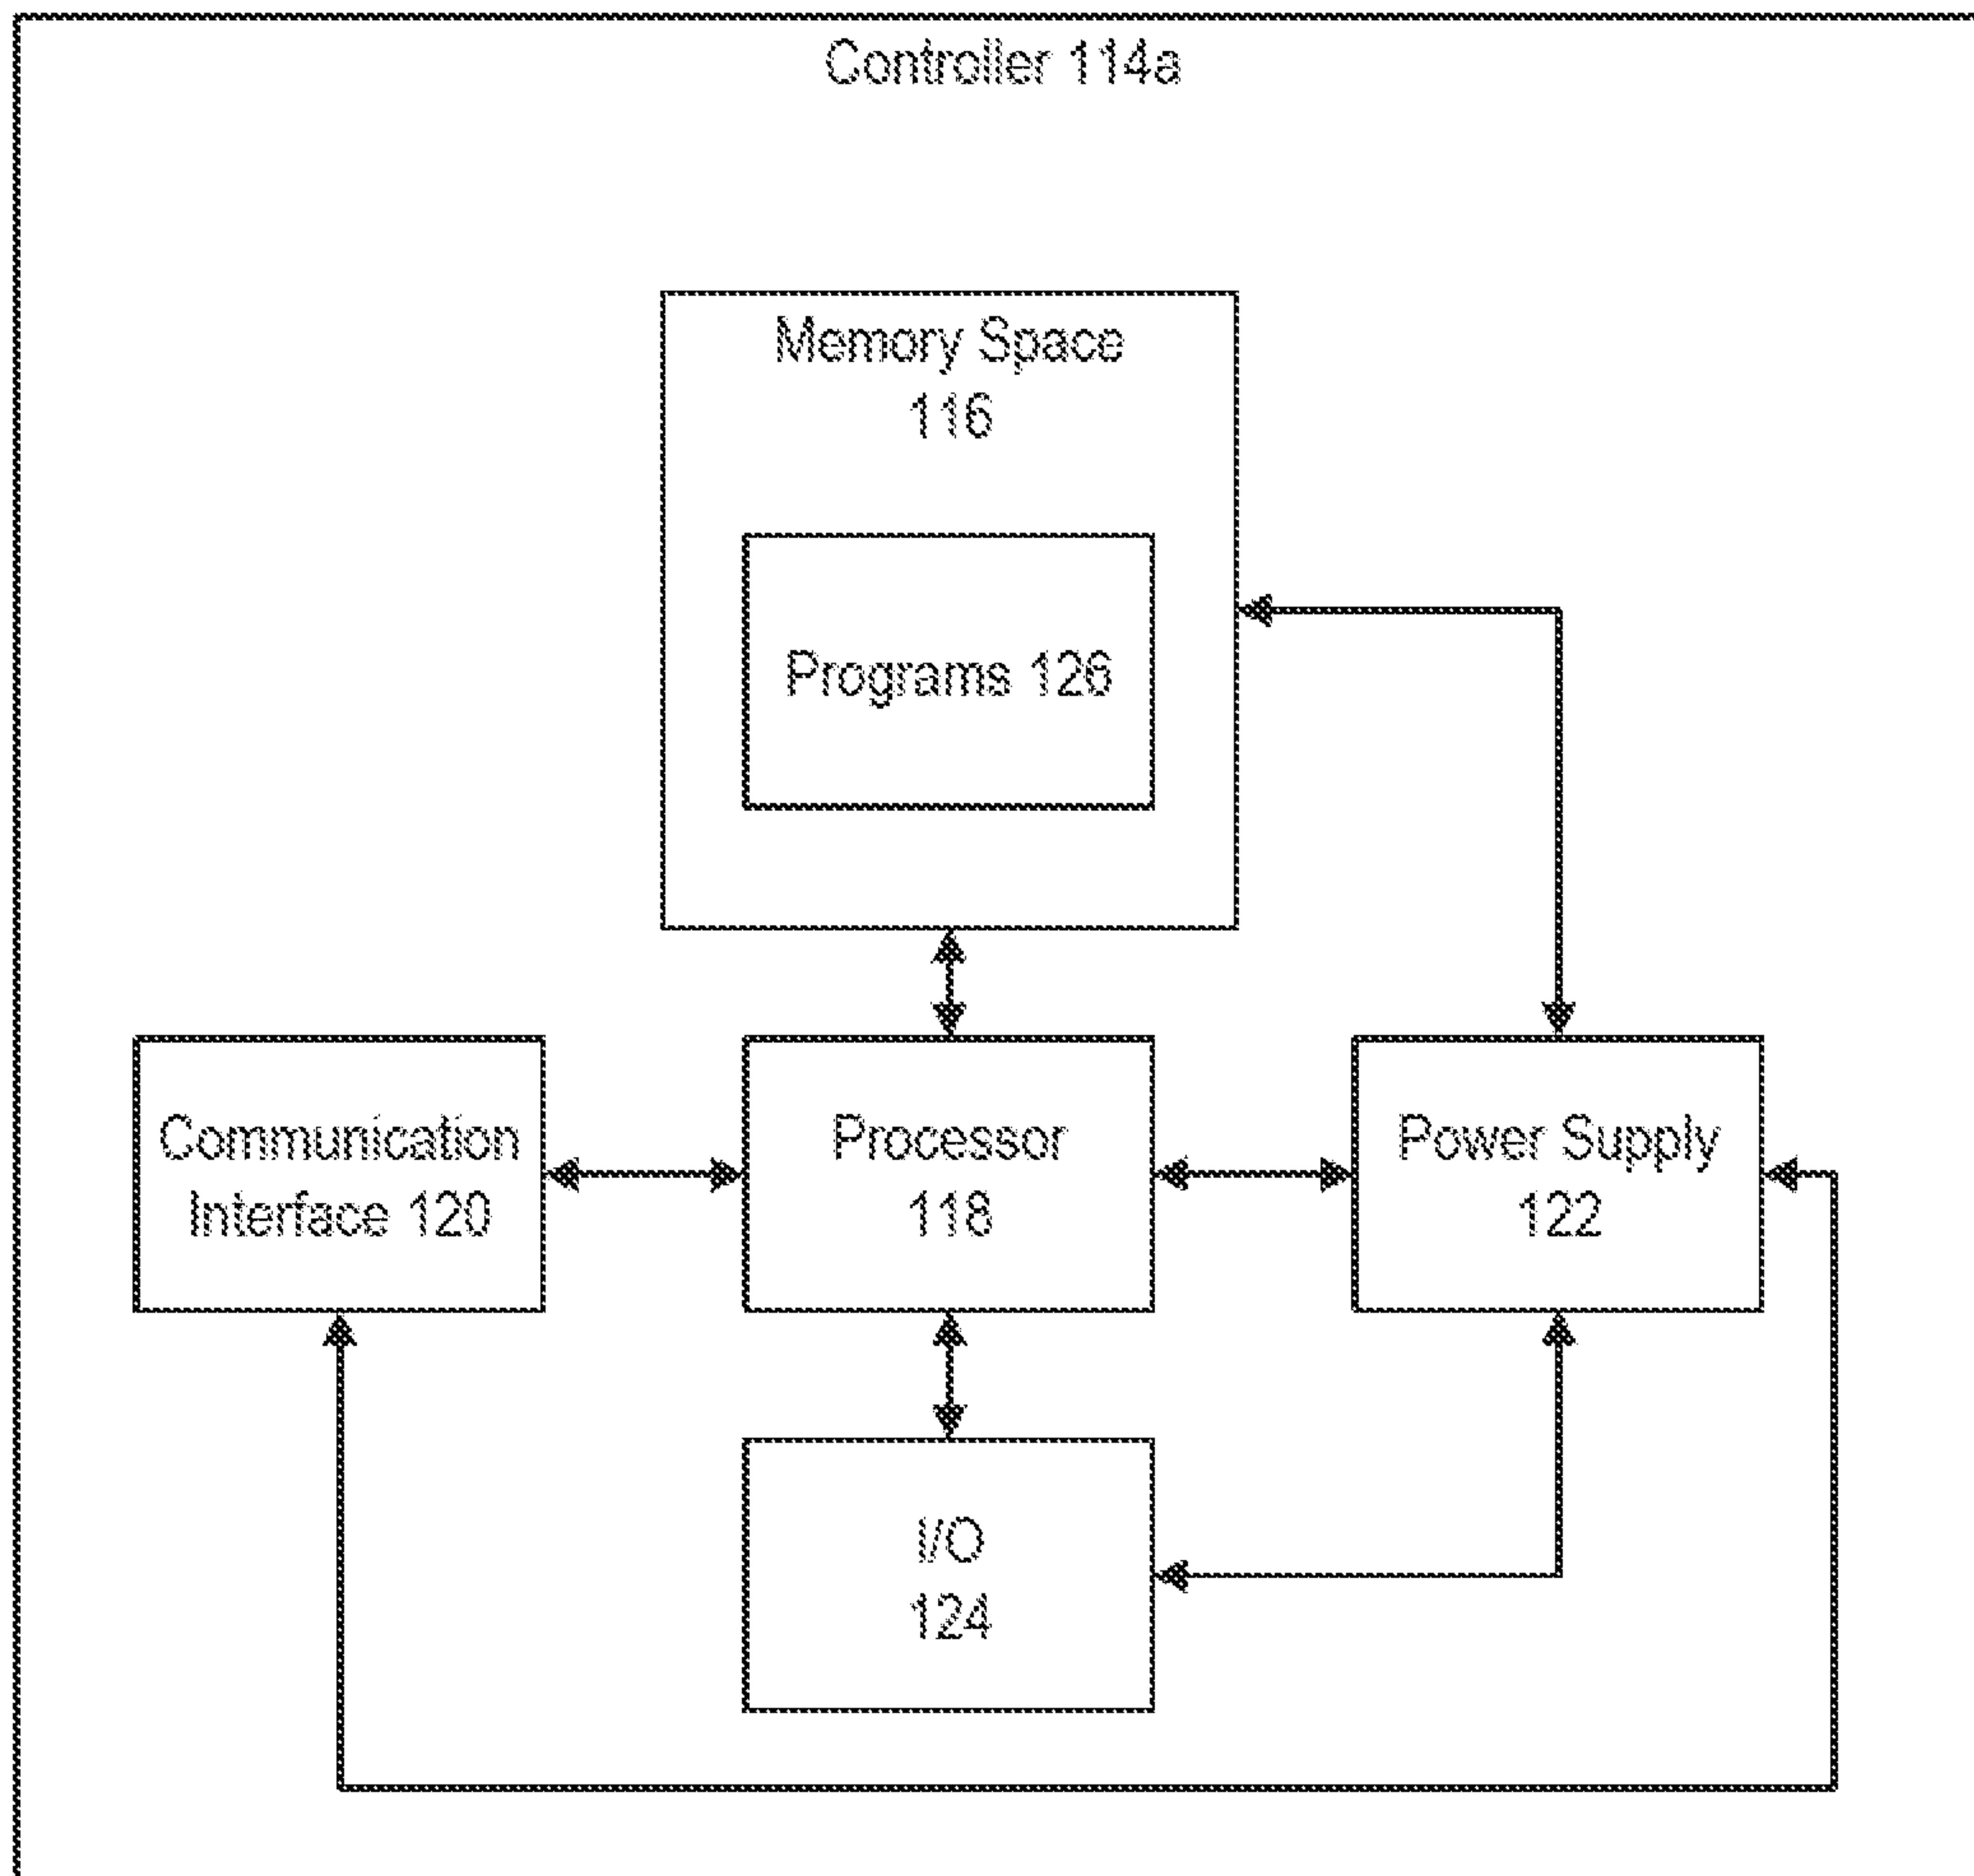 Controller 114a
Memory Space
116
Programs 126
Communication
Interface 120
Processor
118
Power Supply
122
I/O
124